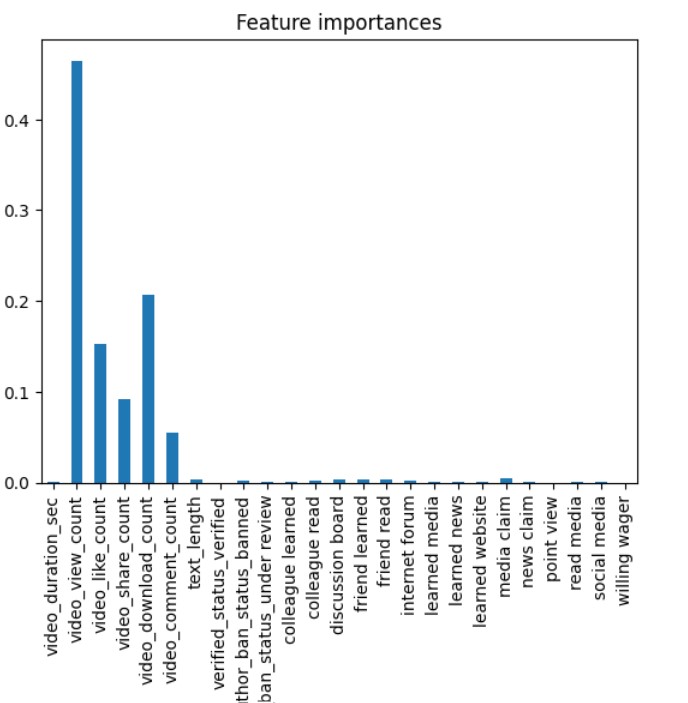 Feature importances
0.4
0.3
0.2
0.1
0.0
video_duration_sec
video_view_count
video_like_count
video_share_count
video_download_count
video_comment_count
text_length
verified_status_verified
thor_ban_status_banned
ban_status_under review
colleague learned
colleague read
discussion board
friend learned
friend read
internet forum
learned media
learned news
learned website
media claim
news claim
point view
read media
social media
willing wager